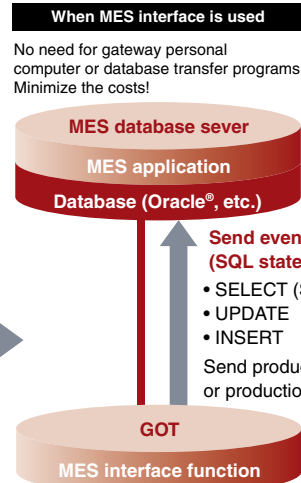 When MES interface is used
No need for gateway personal
computer or database transfer programs
Minimize the costs!
MES database sever
MES application
Database (Oracle®, etc.)
Send even
(SQL state
• SELECT (
• UPDATE
• INSERT
Send produ
or productio
GOT
MES interface function